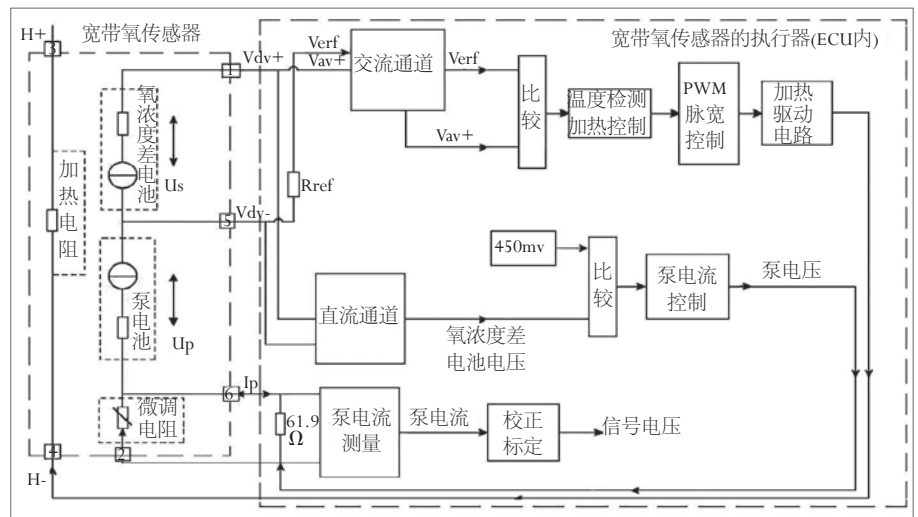 H+
3
宽带氧传感器
宽带氧传感器的执行器(ECU内)
Vdv+
1
Verf
Vav+
交流通道
Verf
Vav+
比较
温度检测
加热控制
PWM
脉宽
控制
加热
驱动
电路
氧浓度差电池
Us
加热电阻
Rref
Vdy-
5
450mv
比较
泵电流
控制
泵电压
泵电池
Up
直流通道
氧浓度差
电池电压
6
Ip
微调
电阻
61.9
Ω
泵电流
测量
泵电流
校正
标定
信号电压
4
2
H-